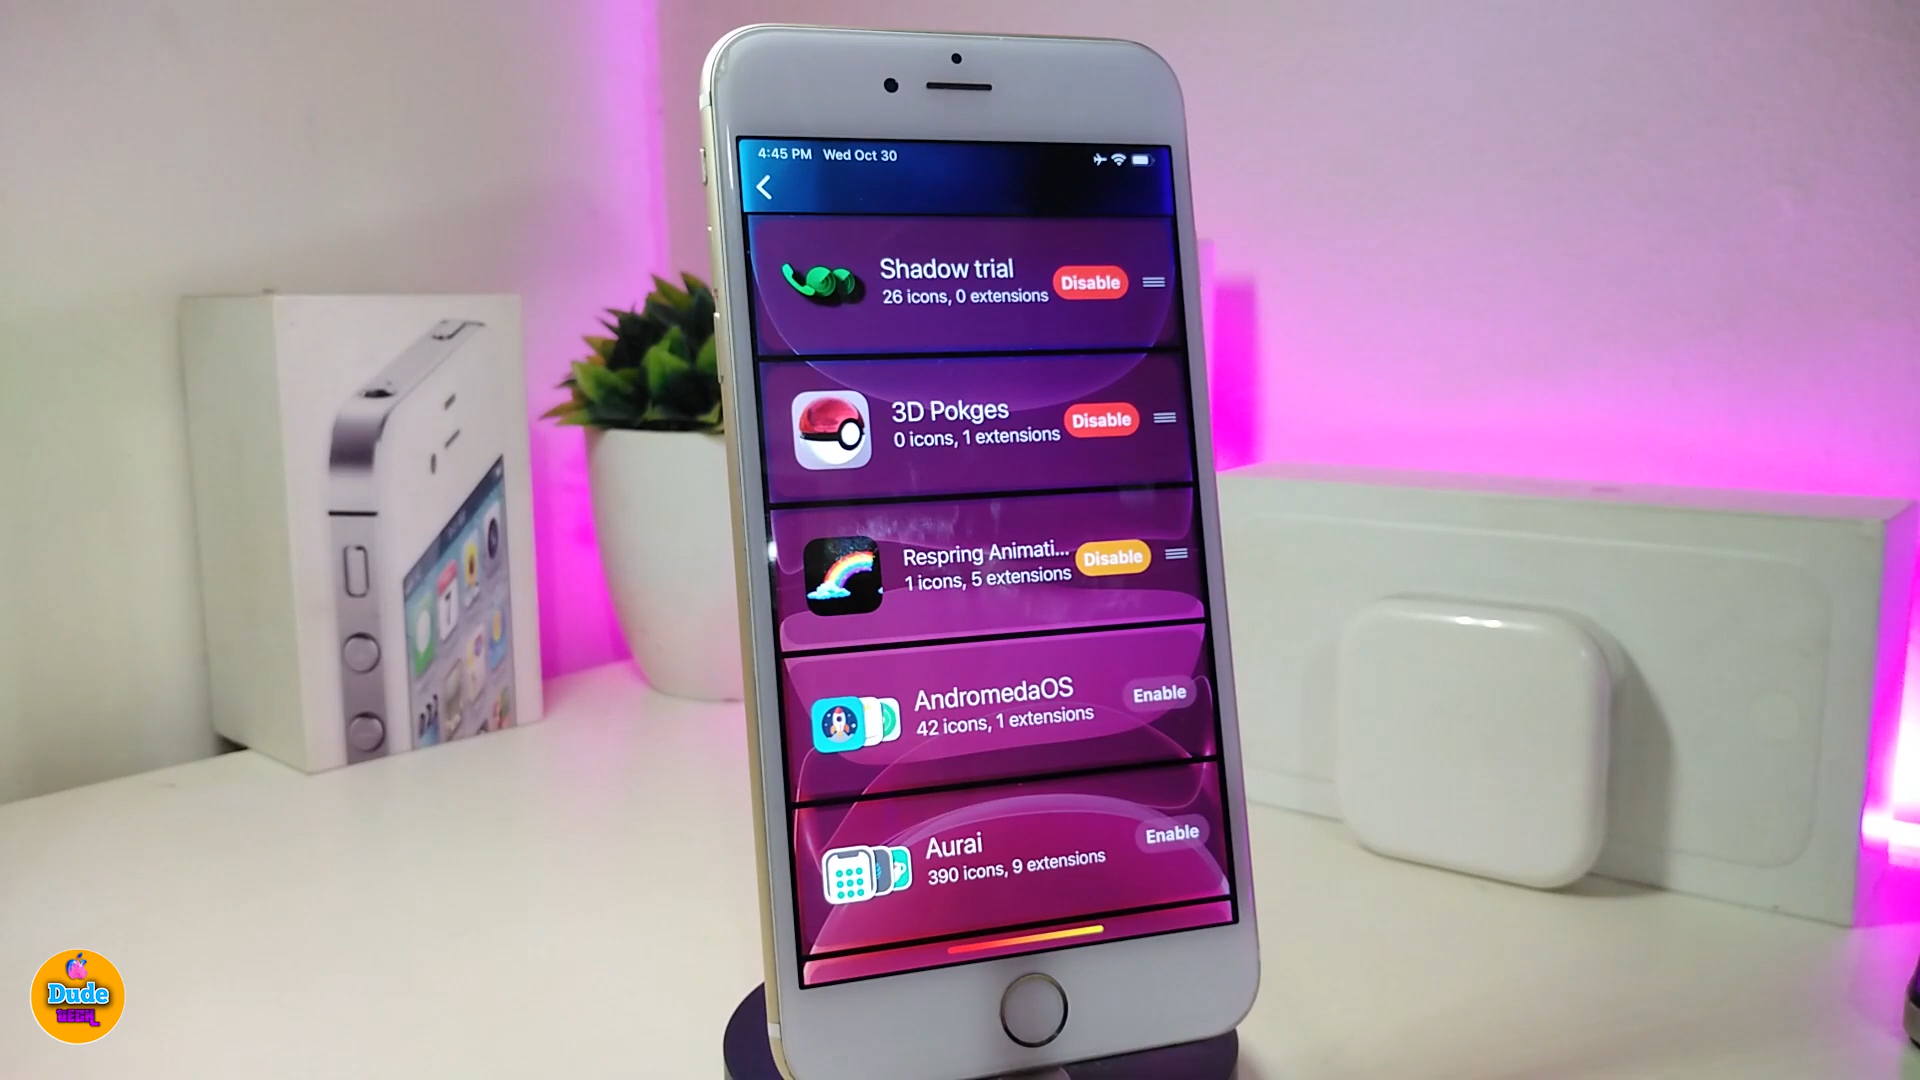 4:45 PM Wed Oct 30
Shadow trial
26 icons, 0 extensions
Disable
3D Pokges
0 icons, 1 extensions
Disable
Respring Animati...
1 icons, 5 extensions
Disable
AndromedaOS
42 icons, 1 extensions
Enable
Aurai
390 icons, 9 extensions
Enable
Dude
TECH